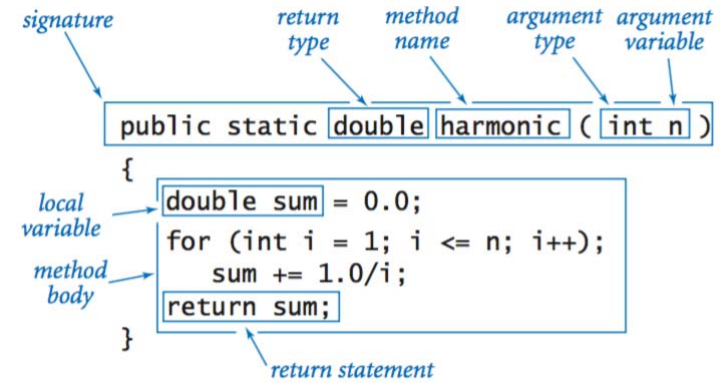 signature
return type
method name
argument type
argument variable
public static double harmonic ( int n )
{
local variable
double sum = 0.0;
for (int i = 1; i <= n; i++);
method body
sum += 1.0/i;
return sum;
}
return statement